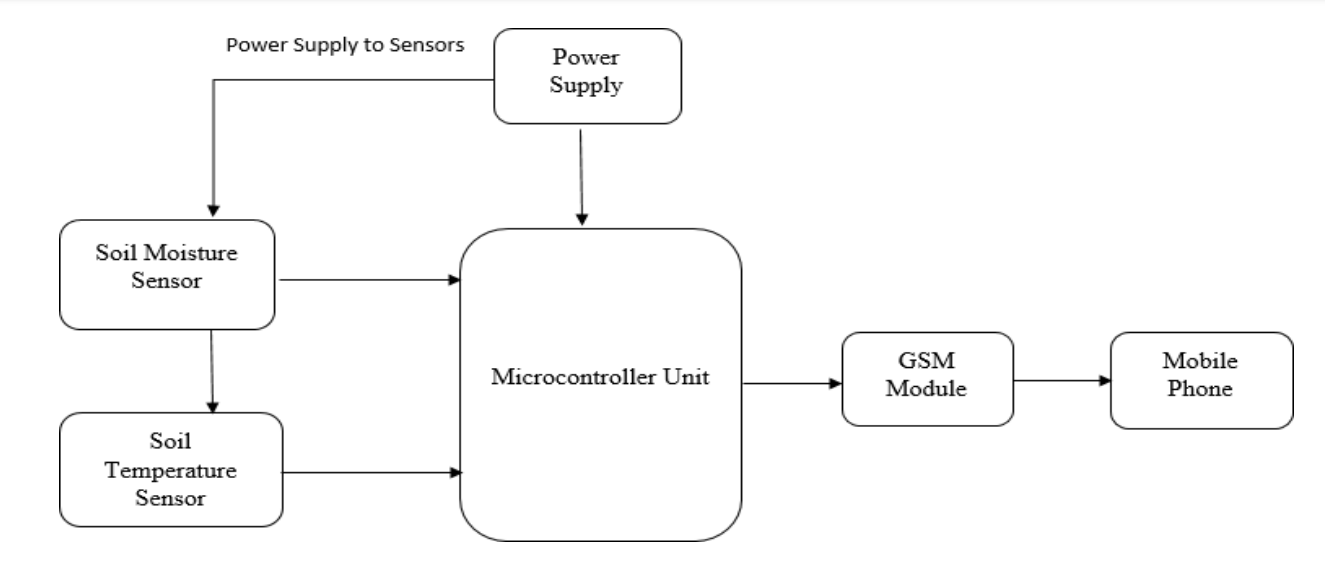 Power Supply to Sensors
Power
Supply
Soil Moisture
Sensor
Microcontroller Unit
GSM
Module
Mobile
Phone
Soil
Temperature
Sensor